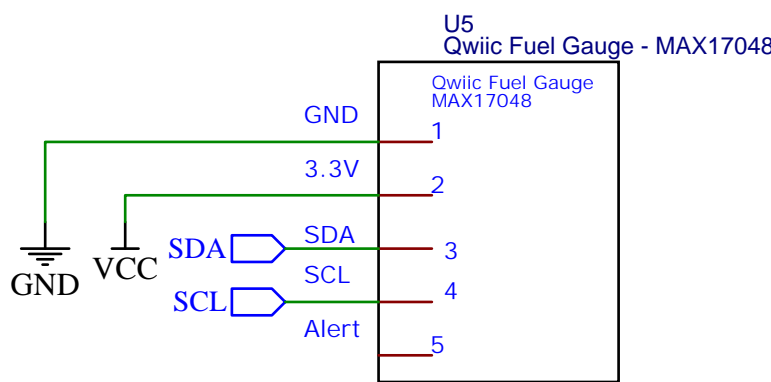 U5
Qwiic Fuel Gauge - MAX17048
Qwiic Fuel Gauge
MAX17048
GND
1
3.3V
2
SDA
SDA
3
GND
VCC
SCL
SCL
4
Alert
5